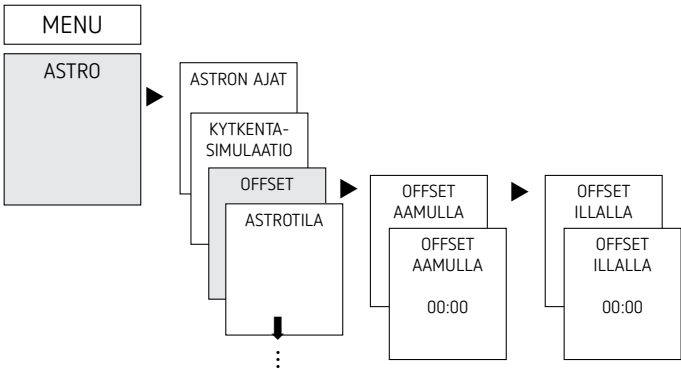 MENU
ASTRO
ASTRON AJAT
KYTKENTA-
SIMULAATIO
OFFSET
ASTROTILA
OFFSET
AAMULLA
OFFSET
AAMULLA
00:00
OFFSET
ILLALLA
OFFSET
ILLALLA
00:00